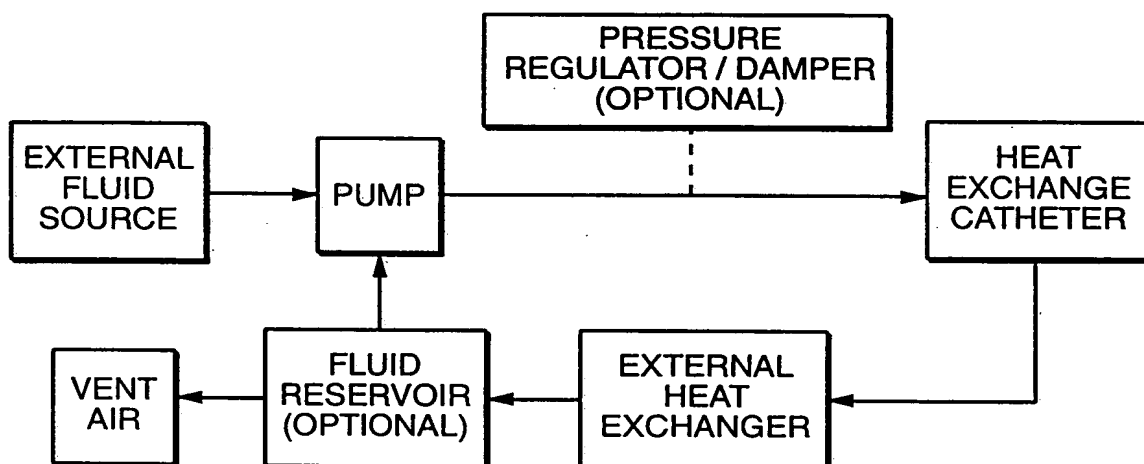 PRESSURE
REGULATOR / DAMPER
(OPTIONAL)
EXTERNAL
FLUID
SOURCE
PUMP
HEAT
EXCHANGE
CATHETER
VENT
AIR
FLUID
RESERVOIR
(OPTIONAL)
EXTERNAL
HEAT
EXCHANGER